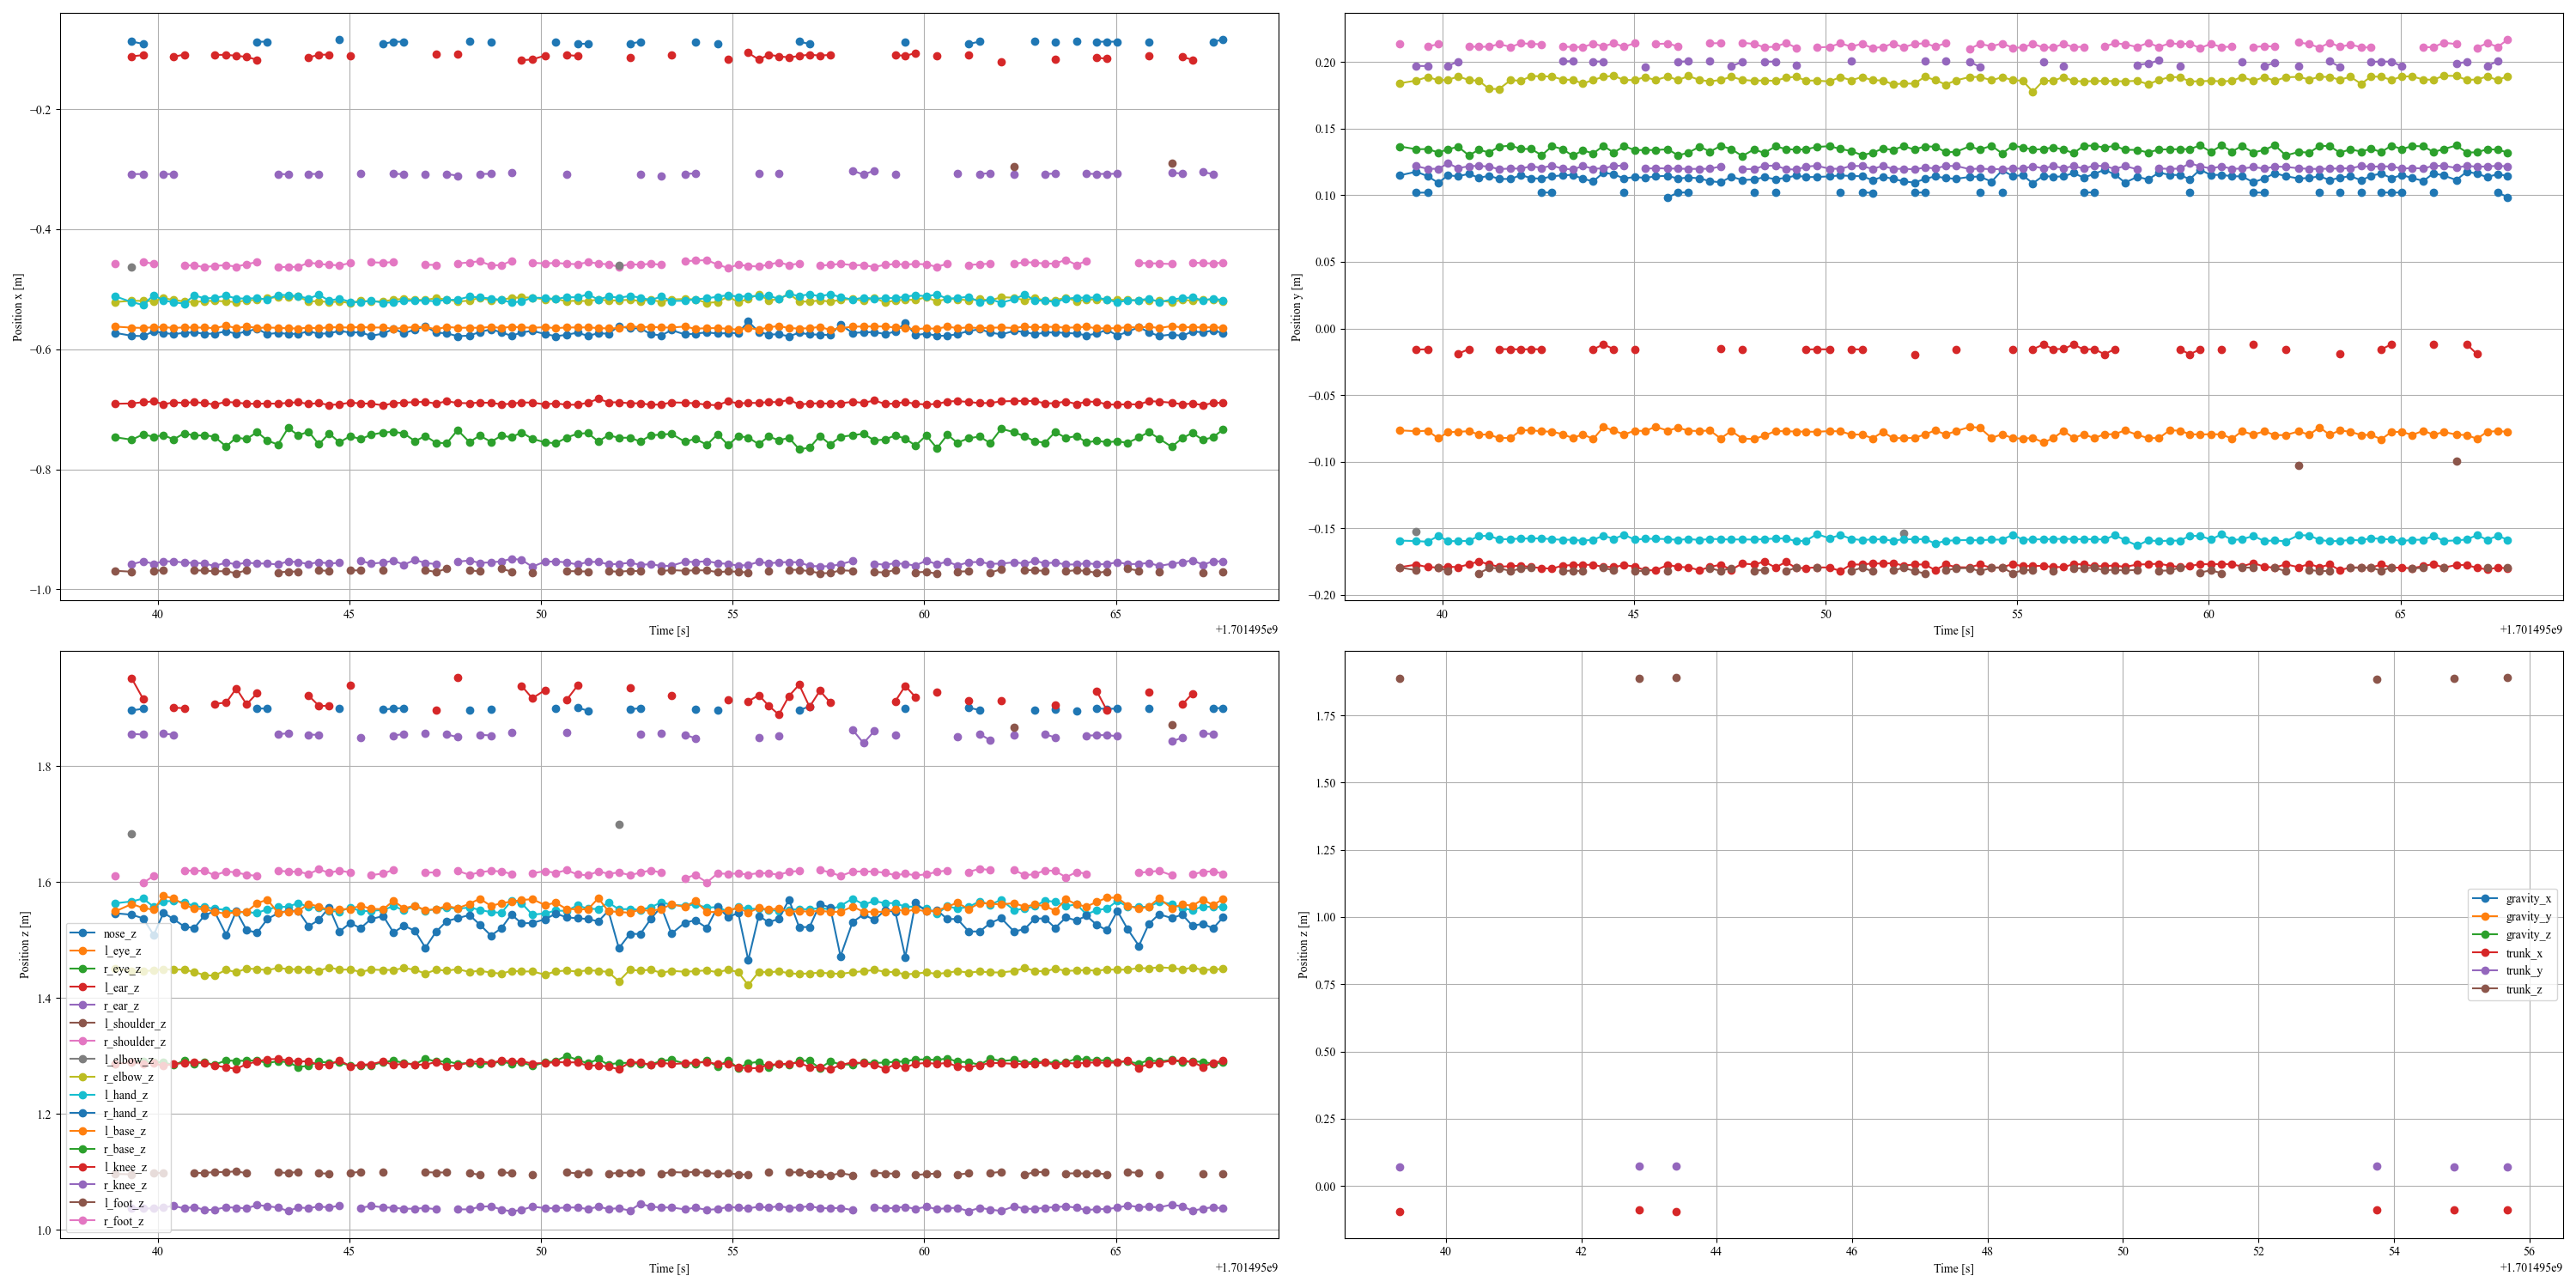 −0.2
−0.4
−0.6
−0.8
−1.0
Position x [m]
40 45 50 55 60 65
Time [s]
+1.701495e9
0.20
0.15
0.10
0.05
0.00
−0.05
−0.10
−0.15
−0.20
Position y [m]
40 45 50 55 60 65
Time [s]
+1.701495e9
1.8
1.6
1.4
1.2
1.0
Position z [m]
nose_z
l_eye_z
r_eye_z
l_ear_z
r_ear_z
l_shoulder_z
r_shoulder_z
l_elbow_z
r_elbow_z
l_hand_z
r_hand_z
l_base_z
r_base_z
l_knee_z
r_knee_z
l_foot_z
r_foot_z
40 45 50 55 60 65
Time [s]
+1.701495e9
1.75
1.50
1.25
1.00
0.75
0.50
0.25
0.00
Position z [m]
gravity_x
gravity_y
gravity_z
trunk_x
trunk_y
trunk_z
40 42 44 46 48 50 52 54 56
Time [s]
+1.701495e9